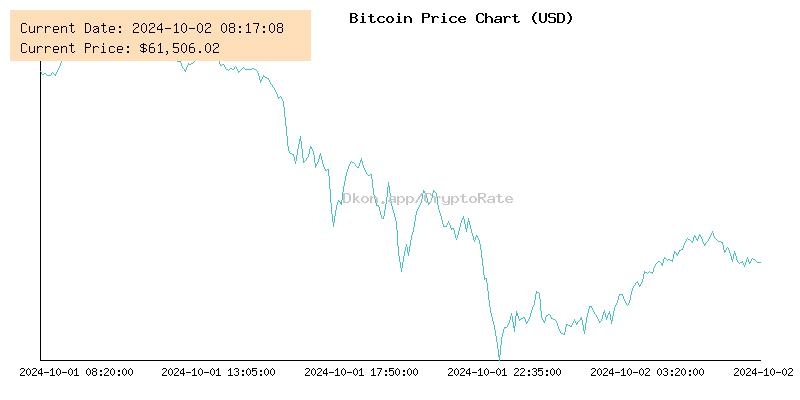 Bitcoin Price Chart (USD)
Current Date: 2024-10-02 08:17:08
Current Price: $61,506.02
Dkon.app/CryptoRate
2024-10-01 08:20:00 2024-10-01 13:05:00 2024-10-01 17:50:00 2024-10-01 22:35:00 2024-10-02 03:20:00 2024-10-02